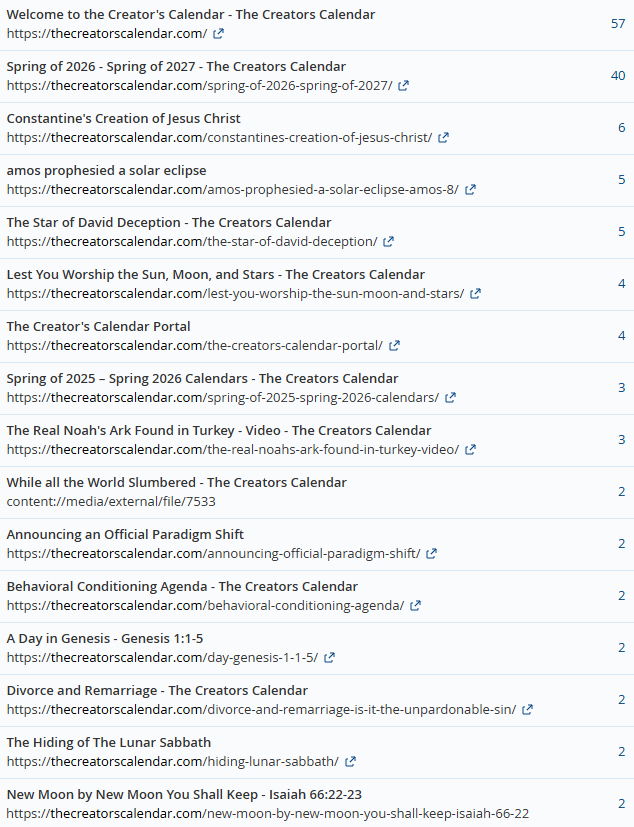 Welcome to the Creator's Calendar - The Creators Calendar
https://thecreatorscalendar.com/
57
Spring of 2026 - Spring of 2027 - The Creators Calendar
https://thecreatorscalendar.com/spring-of-2026-spring-of-2027/
40
Constantine's Creation of Jesus Christ
https://thecreatorscalendar.com/constantines-creation-of-jesus-christ/
6
amos prophesied a solar eclipse
https://thecreatorscalendar.com/amos-prophesied-a-solar-eclipse-amos-8/
5
The Star of David Deception - The Creators Calendar
https://thecreatorscalendar.com/the-star-of-david-deception/
5
Lest You Worship the Sun, Moon, and Stars - The Creators Calendar
https://thecreatorscalendar.com/lest-you-worship-the-sun-moon-and-stars/
4
The Creator's Calendar Portal
https://thecreatorscalendar.com/the-creators-calendar-portal/
4
Spring of 2025 – Spring 2026 Calendars - The Creators Calendar
https://thecreatorscalendar.com/spring-of-2025-spring-2026-calendars/
3
The Real Noah's Ark Found in Turkey - Video - The Creators Calendar
https://thecreatorscalendar.com/the-real-noahs-ark-found-in-turkey-video/
3
While all the World Slumbered - The Creators Calendar
content://media/external/file/7533
2
Announcing an Official Paradigm Shift
https://thecreatorscalendar.com/announcing-official-paradigm-shift/
2
Behavioral Conditioning Agenda - The Creators Calendar
https://thecreatorscalendar.com/behavioral-conditioning-agenda/
2
A Day in Genesis - Genesis 1:1-5
https://thecreatorscalendar.com/day-genesis-1-1-5/
2
Divorce and Remarriage - The Creators Calendar
https://thecreatorscalendar.com/divorce-and-remarriage-is-it-the-unpardonable-sin/
2
The Hiding of The Lunar Sabbath
https://thecreatorscalendar.com/hiding-lunar-sabbath/
2
New Moon by New Moon You Shall Keep - Isaiah 66:22-23
https://thecreatorscalendar.com/new-moon-by-new-moon-you-shall-keep-isaiah-66-22
2